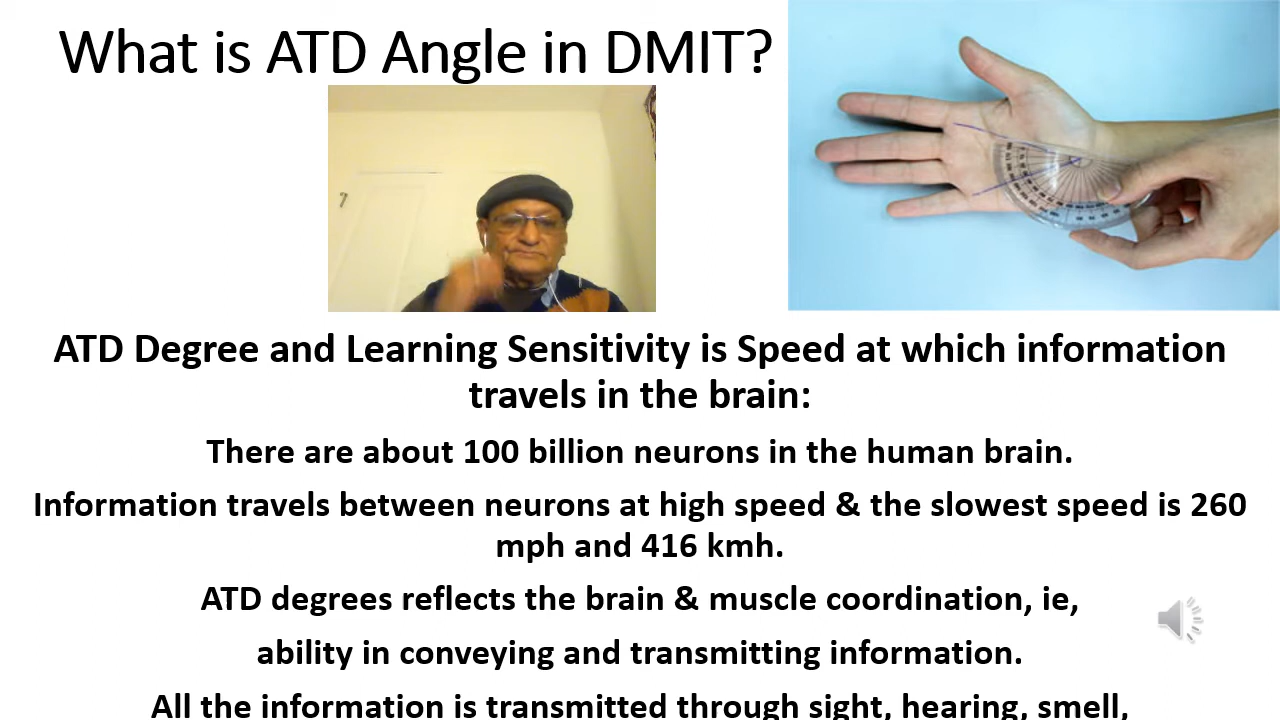 What is ATD Angle in DMIT?
ATD Degree and Learning Sensitivity is Speed at which information
travels in the brain:
There are about 100 billion neurons in the human brain.
Information travels between neurons at high speed & the slowest speed is 260
mph and 416 kmh.
ATD degrees reflects the brain & muscle coordination, ie,
ability in conveying and transmitting information.
All the information is transmitted through sight, hearing, smell,